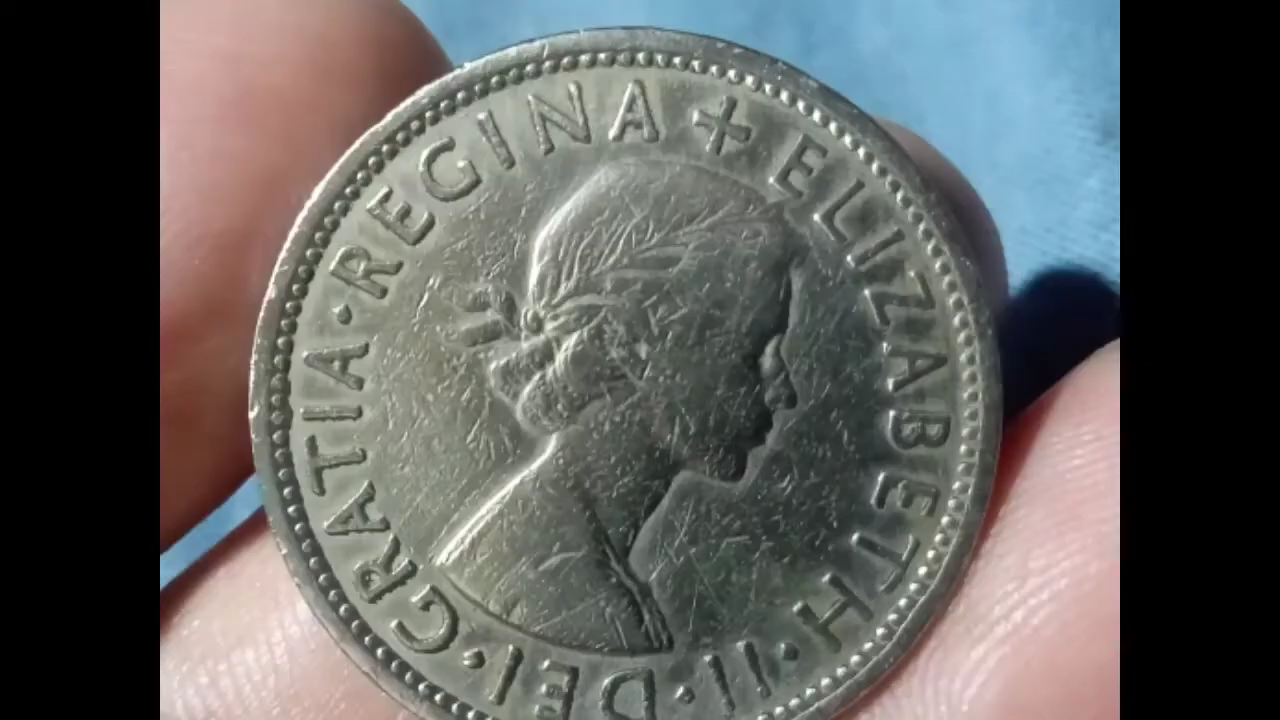 + ELIZABETH · II · DEI · GRATIA · REGINA